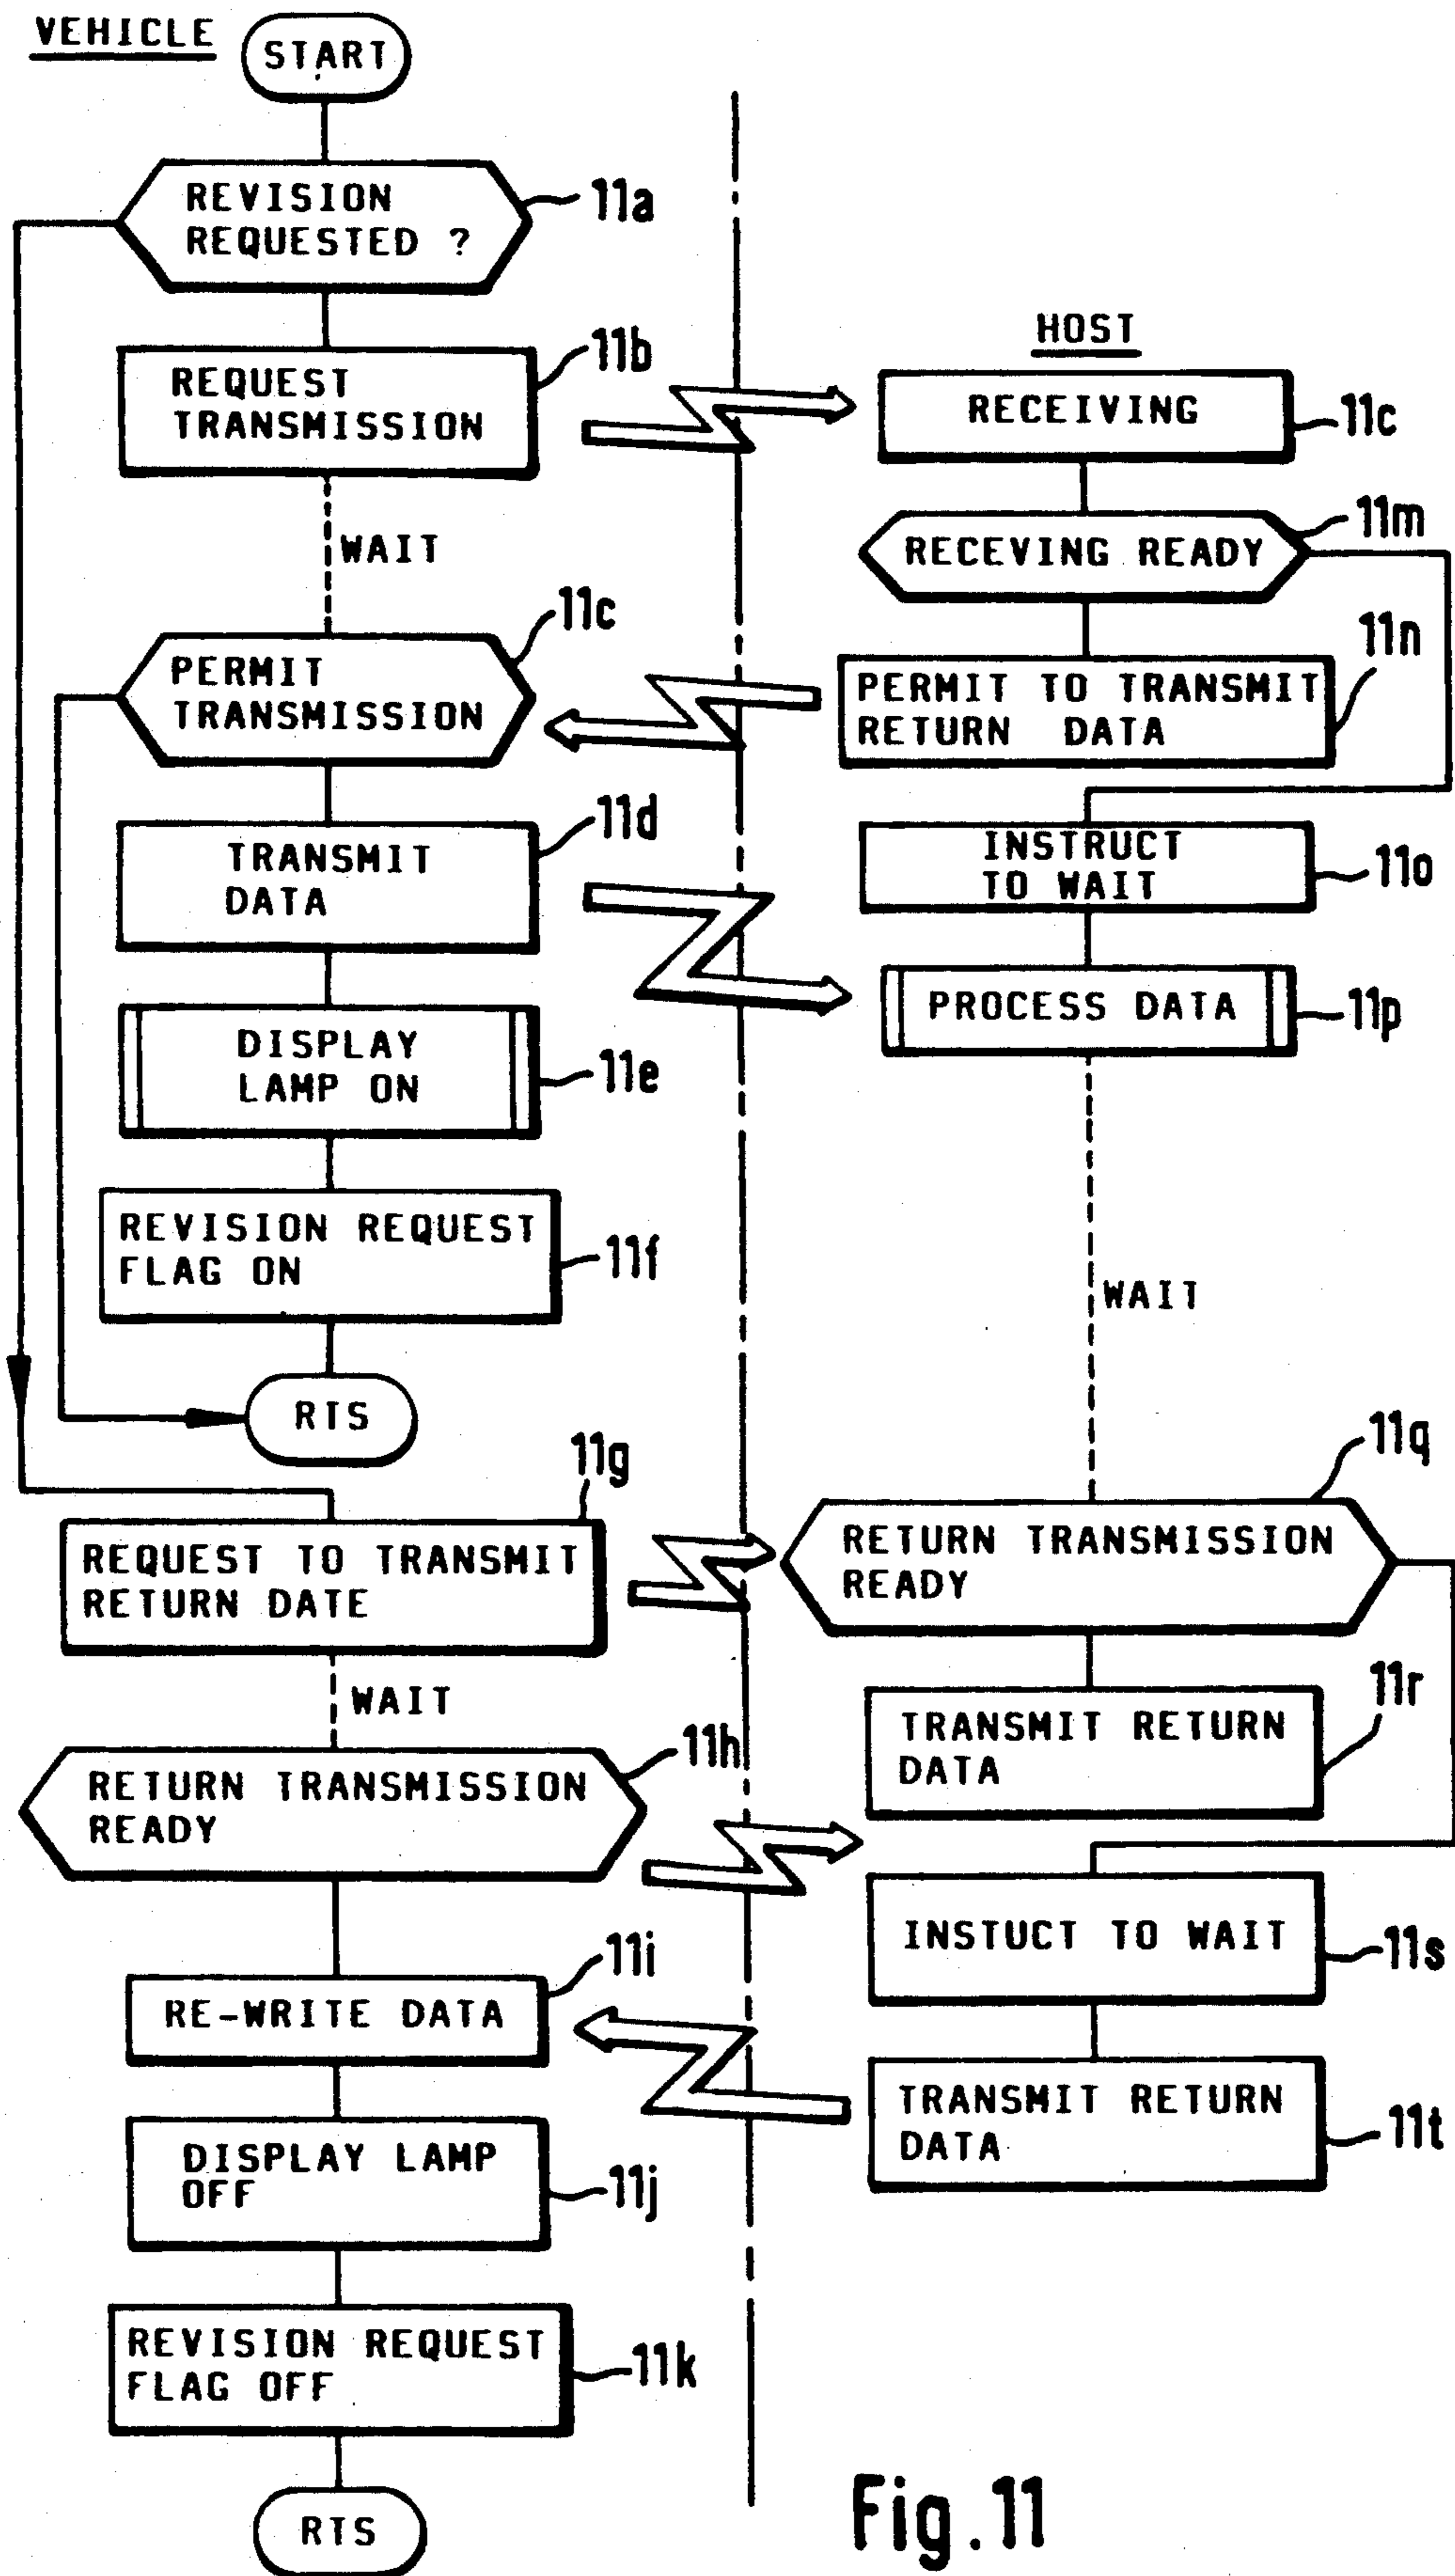 VEHICLE
START
REVISION
REQUESTED ?
11a
REQUEST
TRANSMISSION
11b
WAIT
PERMIT
TRANSMISSION
11c
TRANSMIT
DATA
11d
DISPLAY
LAMP ON
11e
REVISION REQUEST
FLAG ON
11f
RTS
11g
REQUEST TO TRANSMIT
RETURN DATE
WAIT
RETURN TRANSMISSION
READY
11h
RE-WRITE DATA
11i
DISPLAY LAMP
OFF
11j
REVISION REQUEST
FLAG OFF
11k
RTS
HOST
RECEIVING
11c
RECEVING READY
11m
11n
PERMIT TO TRANSMIT
RETURN DATA
INSTRUCT
TO WAIT
11o
PROCESS DATA
11p
WAIT
11q
RETURN TRANSMISSION
READY
TRANSMIT RETURN
DATA
11r
INSTUCT TO WAIT
11s
TRANSMIT RETURN
DATA
11t
Fig.11